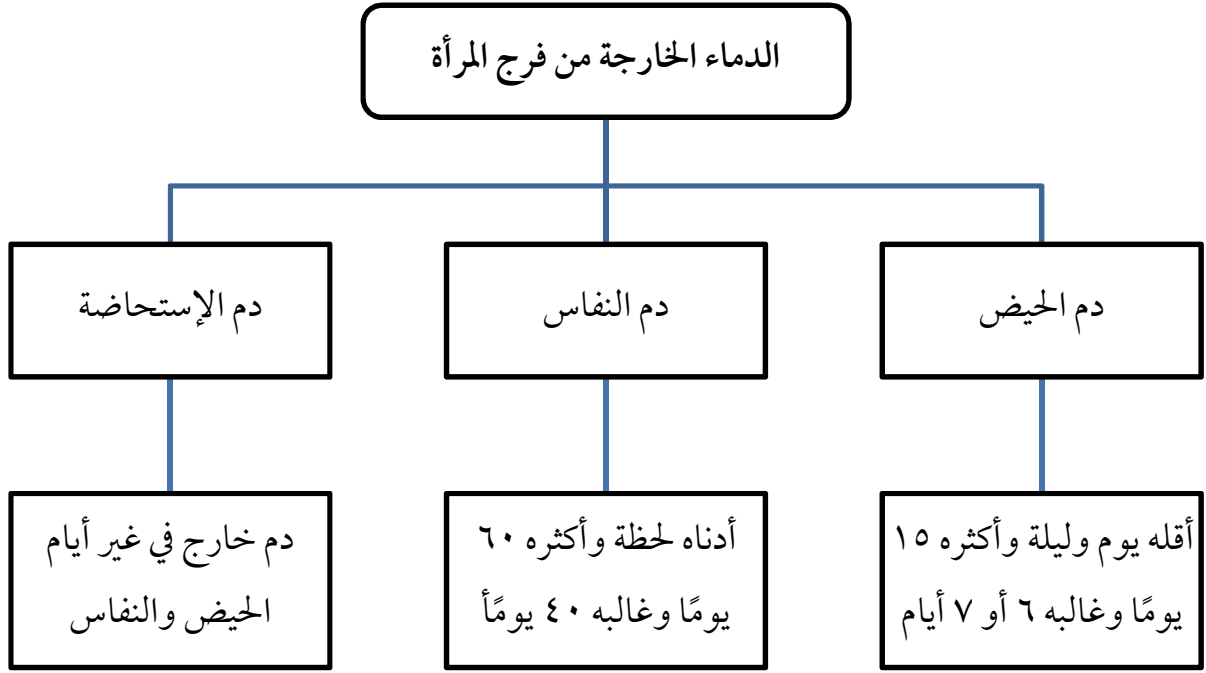 الدماء الخارجة من فرج المرأة
دم الحيض
دم النفاس
دم الإستحاضة
أقله يوم وليلة وأكثره ١٥
يومًا وغالبه ٦ أو ٧ أيام
أدناه لحظة وأكثره ٦٠
يومًا وغالبه ٤٠ يومًأ
دم خارج في غير أيام
الحيض والنفاس